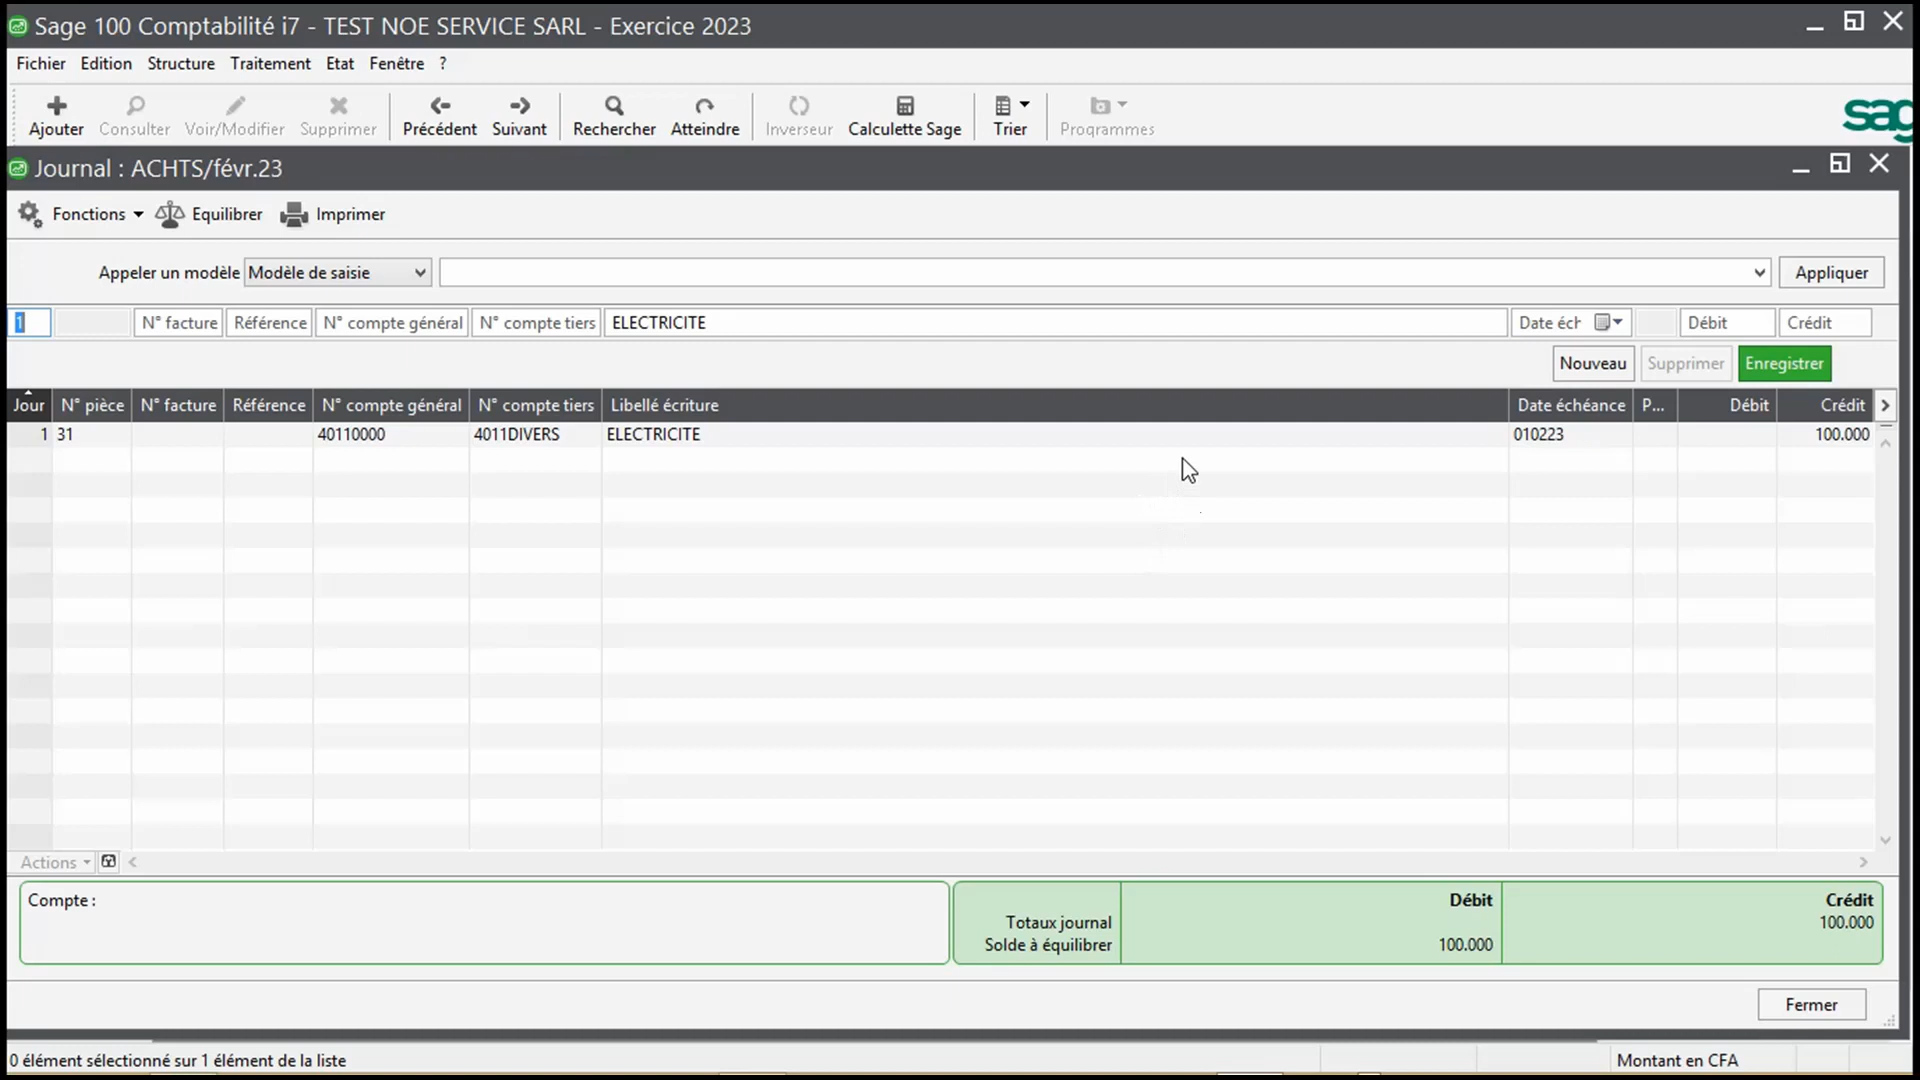 Sage 100 Comptabilité i7 - TEST NOE SERVICE SARL - Exercice 2023
Fichier Edition Structure Traitement Etat Fenêtre ?
Ajouter Consulter Voir/Modifier Supprimer Précédent Suivant Rechercher Atteindre Inverseur Calculette Sage Trier Programmes
sag
Journal : ACHTS/févr.23
Fonctions Equilibrer Imprimer
Appeler un modèle Modèle de saisie Appliquer
1 N° facture Référence N° compte général N° compte tiers ELECTRICITE Date éch Débit Crédit
Nouveau Supprimer Enregistrer
Jour N° pièce N° facture Référence N° compte général N° compte tiers Libellé écriture Date échéance P... Débit Crédit
1 31 40110000 4011DIVERS ELECTRICITE 010223 100.000
Actions
Compte :
Débit Crédit
Totaux journal 100.000
Solde à équilibrer 100.000
Fermer
0 élément sélectionné sur 1 élément de la liste
Montant en CFA